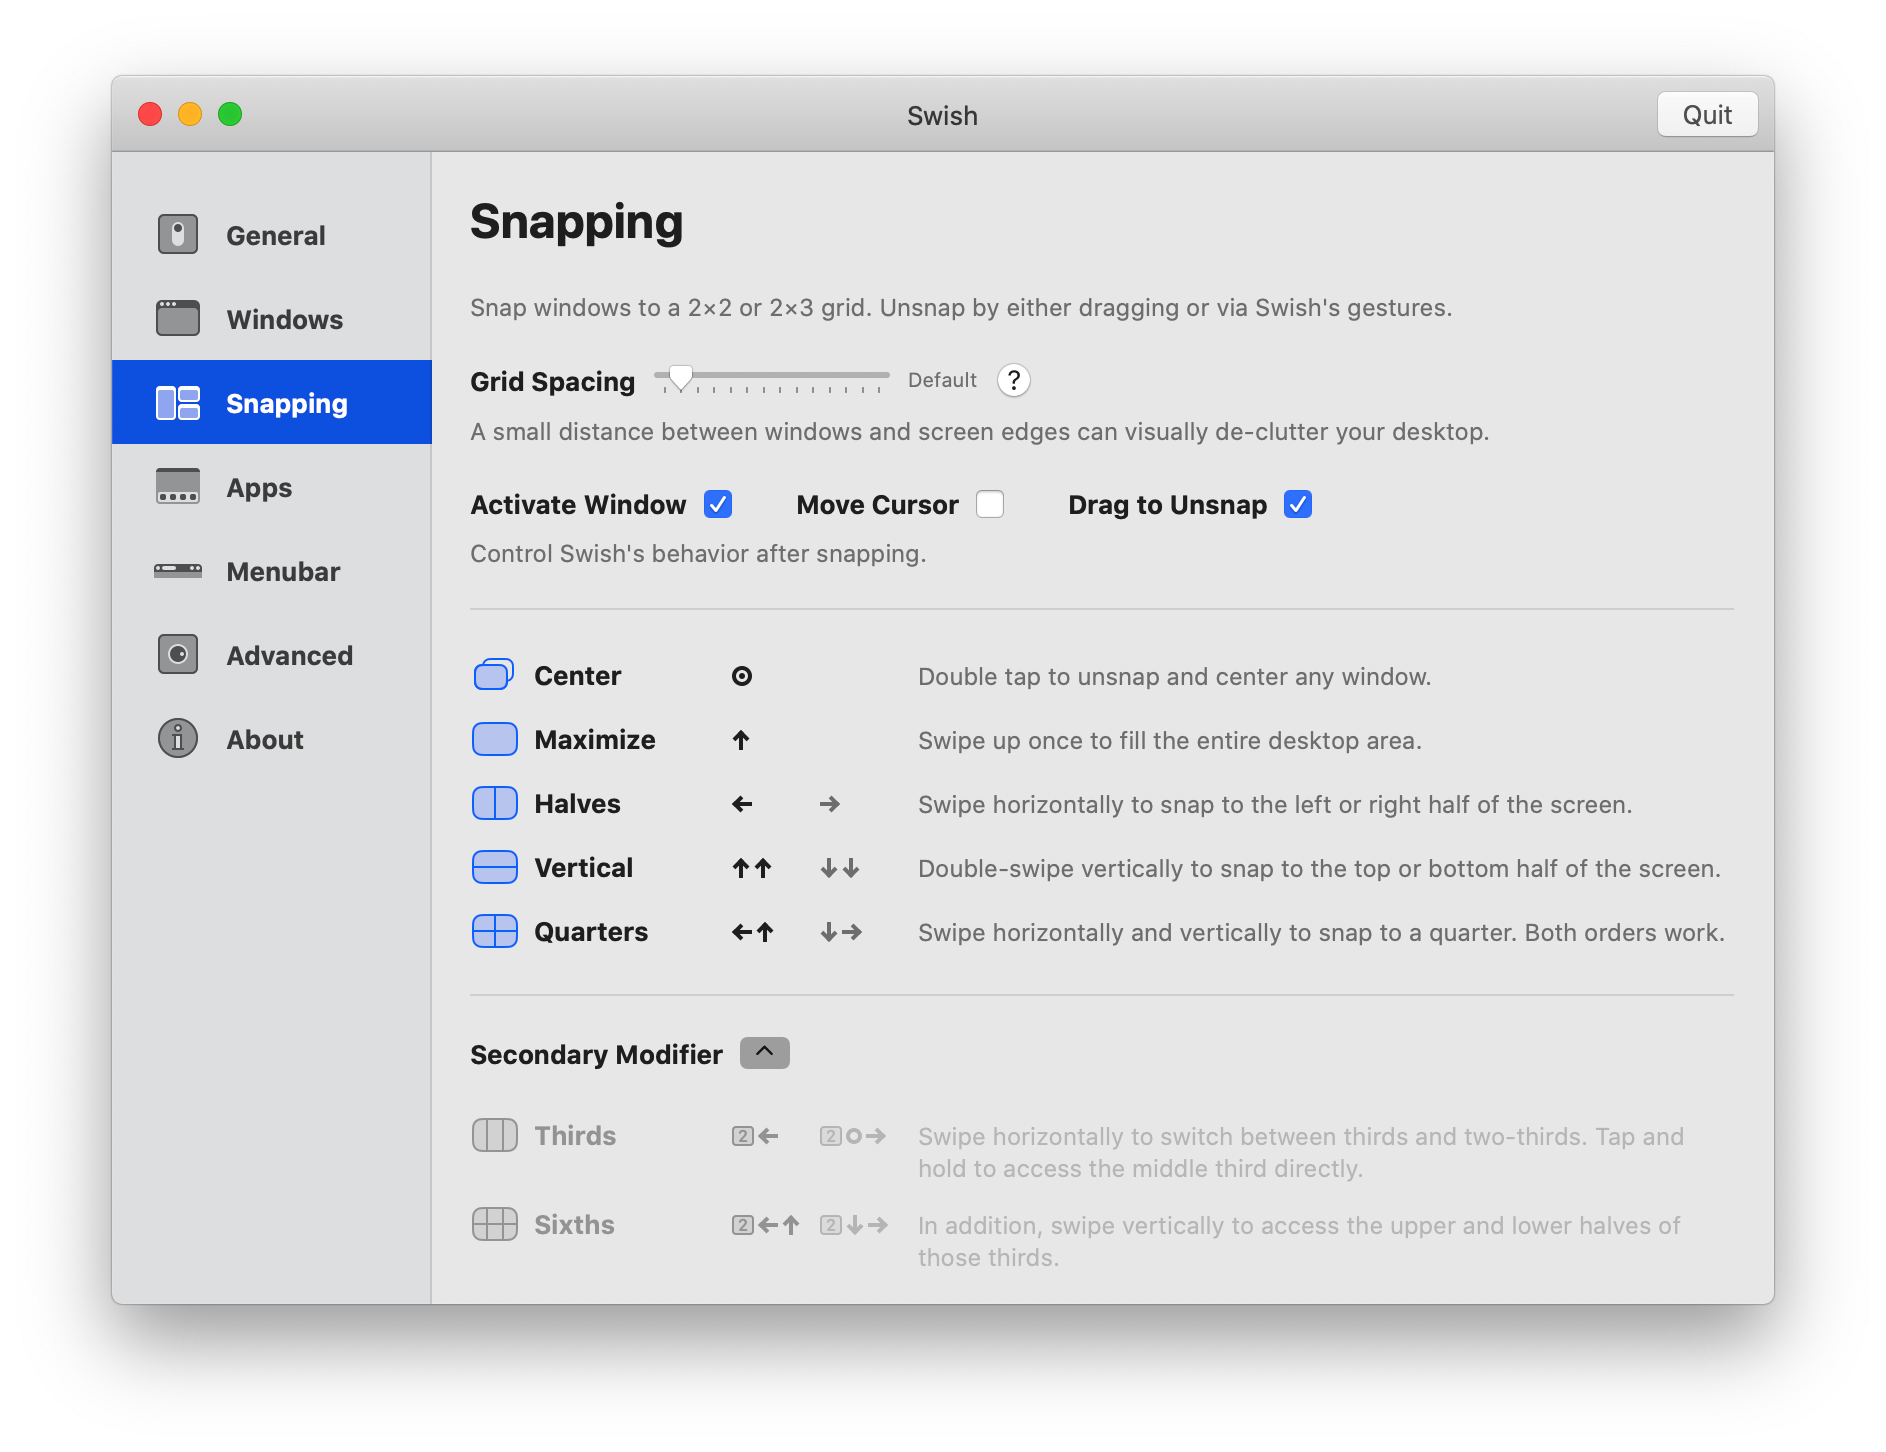 Swish
Quit
General
Windows
Snapping
Apps
Menubar
Advanced
About
Snapping
Snap windows to a 2×2 or 2×3 grid. Unsnap by either dragging or via Swish's gestures.
Grid Spacing Default ?
A small distance between windows and screen edges can visually de-clutter your desktop.
Activate Window Move Cursor Drag to Unsnap
Control Swish's behavior after snapping.
Center Double tap to unsnap and center any window.
Maximize ↑ Swipe up once to fill the entire desktop area.
Halves ← → Swipe horizontally to snap to the left or right half of the screen.
Vertical ↑↑ ↓↓ Double-swipe vertically to snap to the top or bottom half of the screen.
Quarters ←↑ ↓→ Swipe horizontally and vertically to snap to a quarter. Both orders work.
Secondary Modifier ^
Thirds 2← 2○→ Swipe horizontally to switch between thirds and two-thirds. Tap and
hold to access the middle third directly.
Sixths 2←↑ 2↓→ In addition, swipe vertically to access the upper and lower halves of
those thirds.